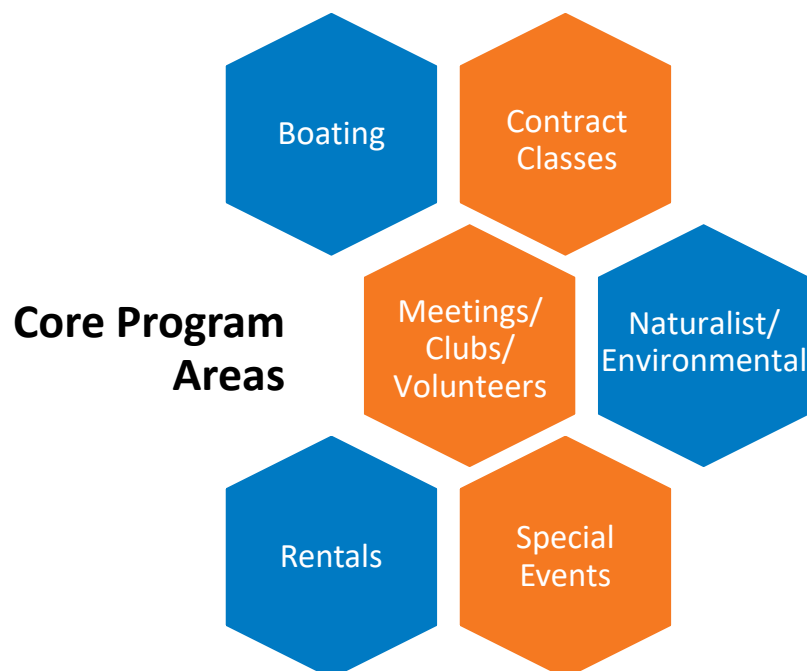 Boating
Contract
Classes
Core Program
Areas
Meetings/
Clubs/
Volunteers
Naturalist/
Environmental
Rentals
Special
Events